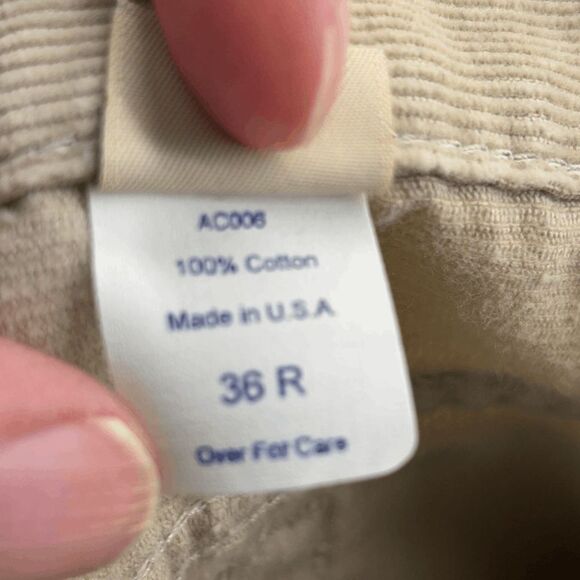 AC006
100% Cotton
Made in U.S.A.
36 R
Over For Care